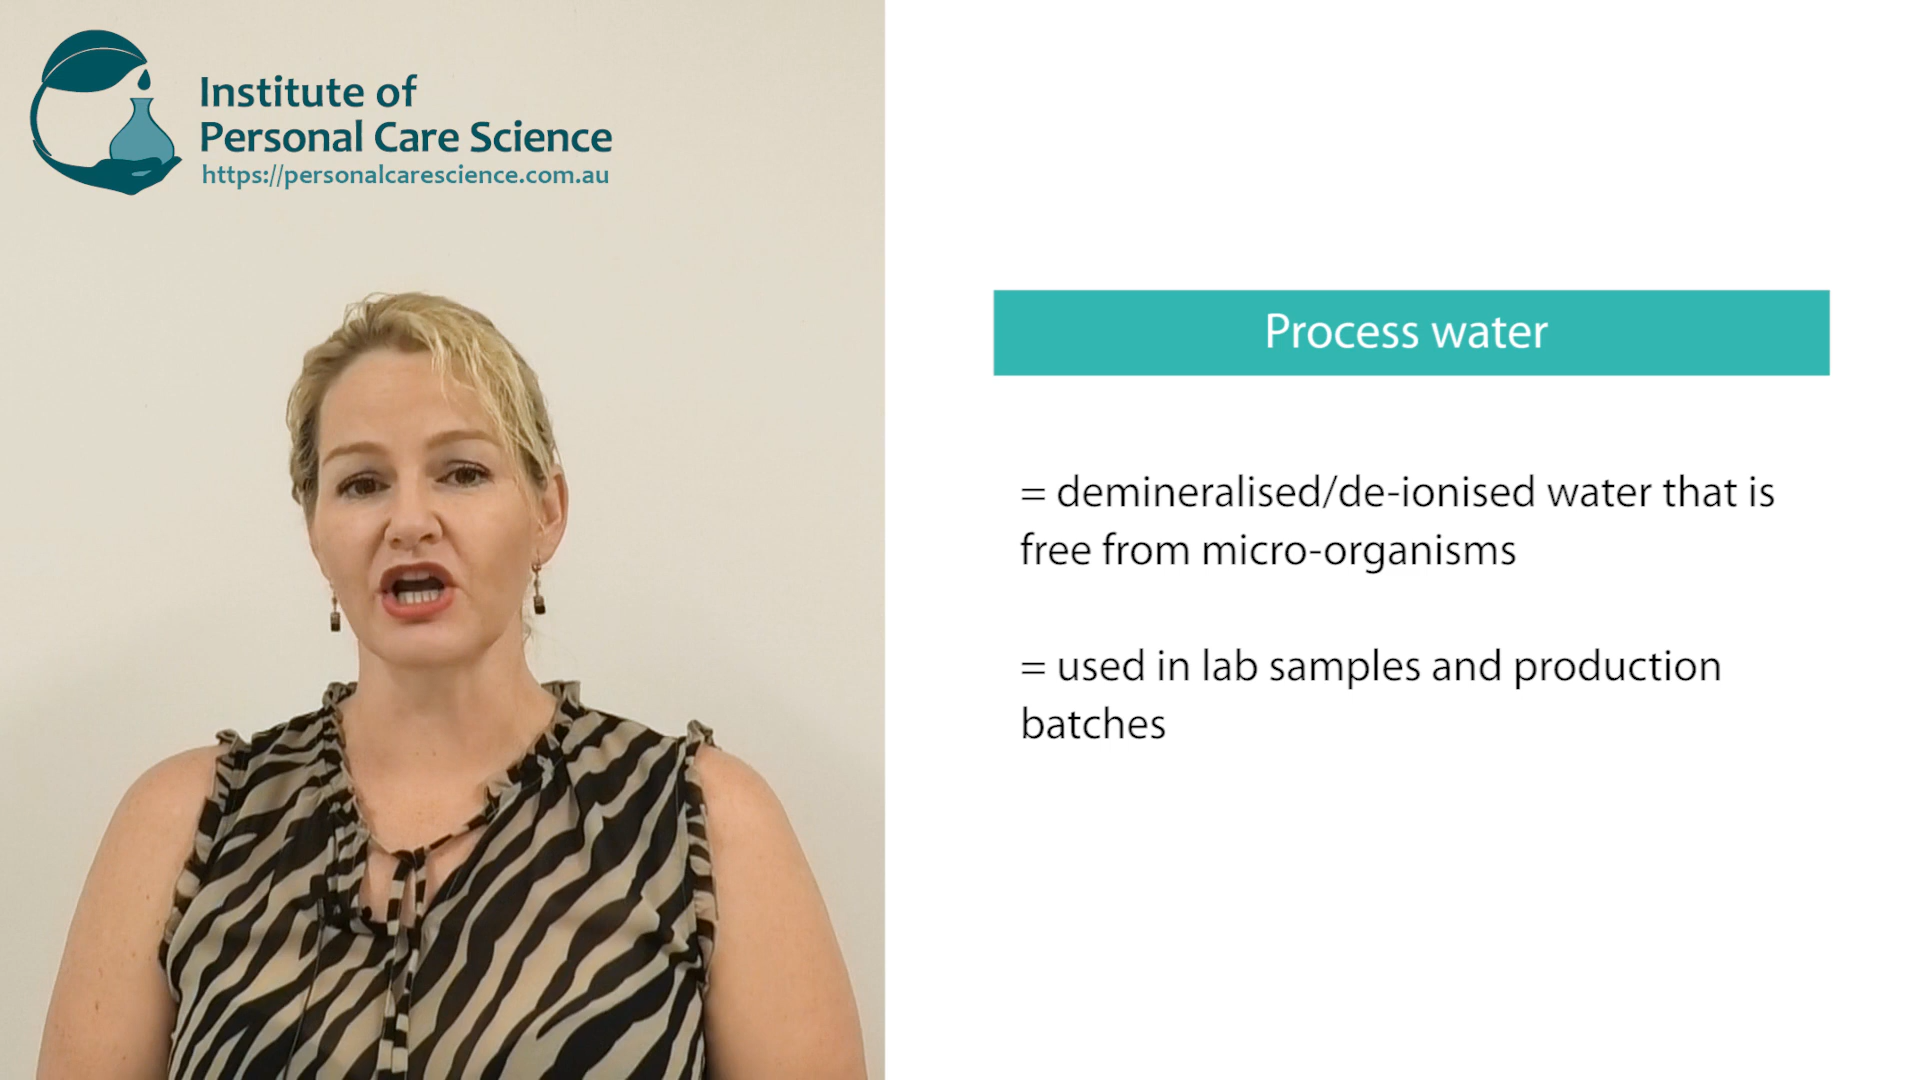 Institute of
Personal Care Science
https://personalcarescience.com.au
Process water
= demineralised/de-ionised water that is
free from micro-organisms
= used in lab samples and production
batches